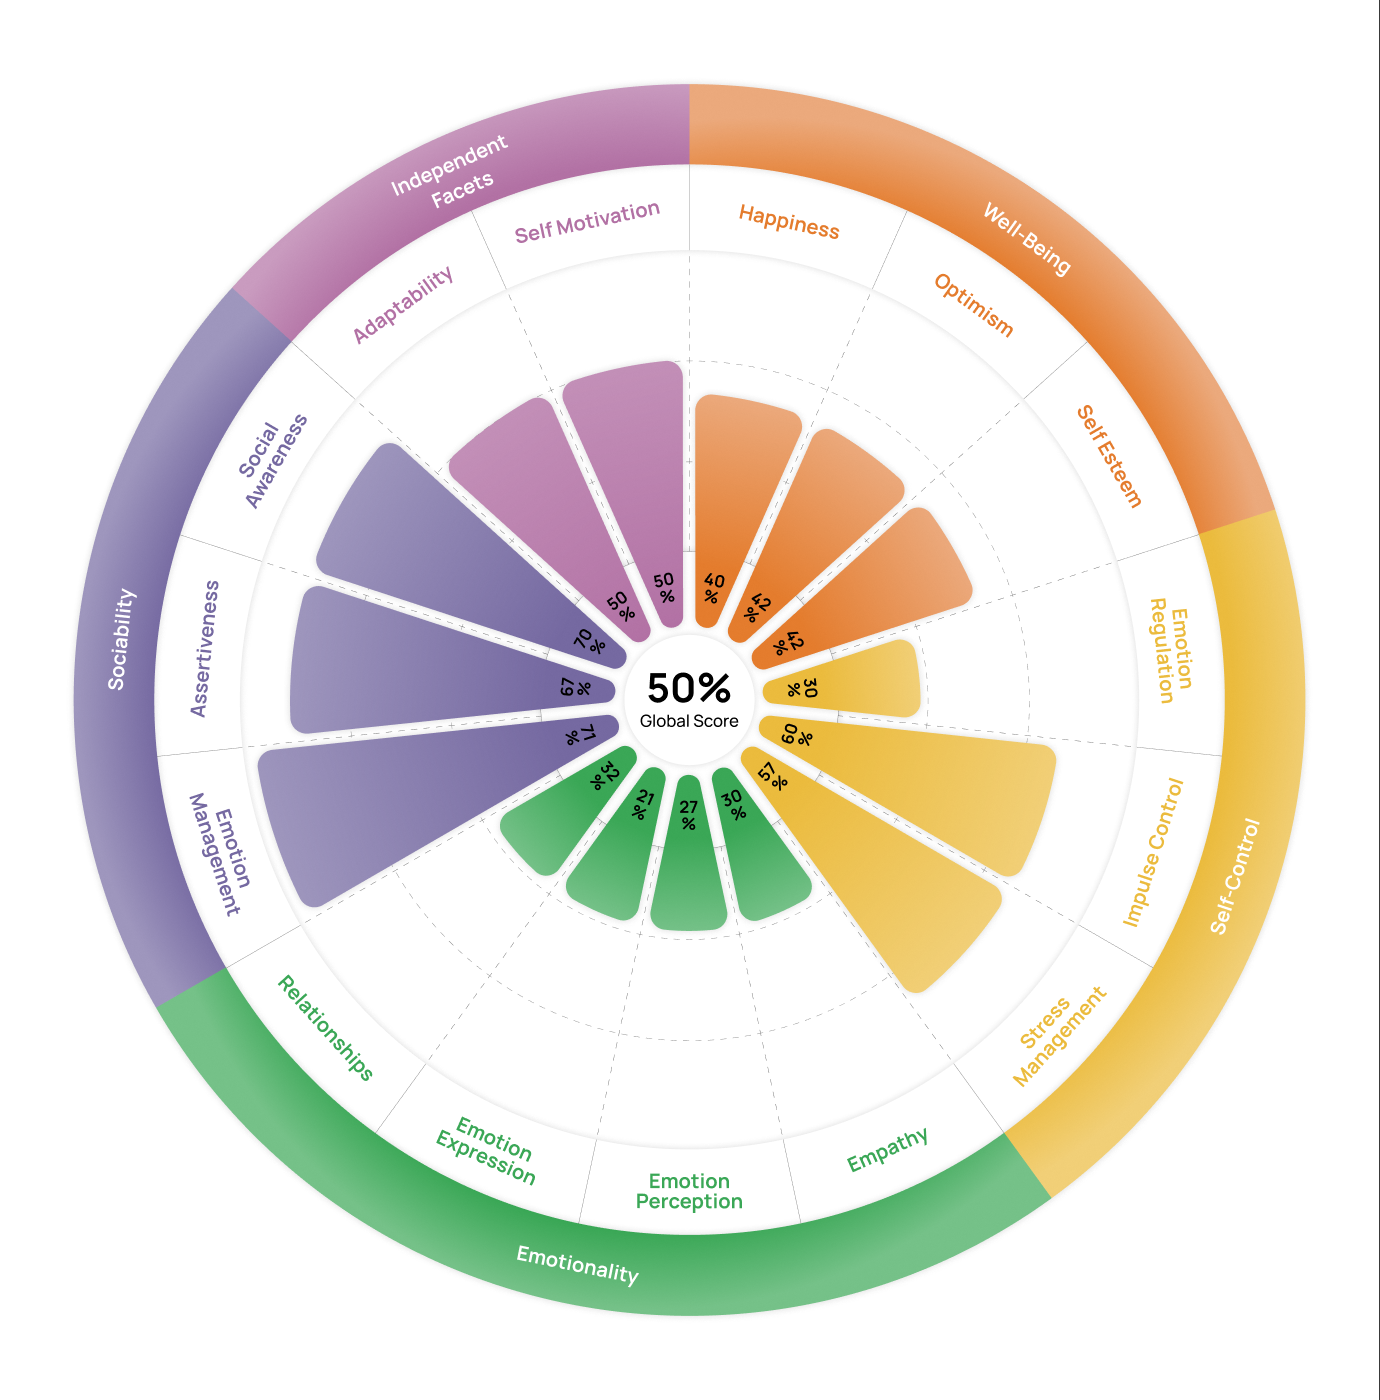 Independent
Facets
Well-Being
Self-Control
Emotionality
Sociability
Self Motivation
Happiness
Optimism
Self Esteem
Emotion
Regulation
Impulse Control
Stress
Management
Empathy
Emotion
Perception
Emotion
Expression
Relationships
Emotion
Management
Assertiveness
Social
Awareness
Adaptability
50
%
40
%
42
%
42
%
30
%
60
%
57
%
30
%
27
%
21
%
32
%
71
%
67
%
70
%
50
%
50%
Global Score